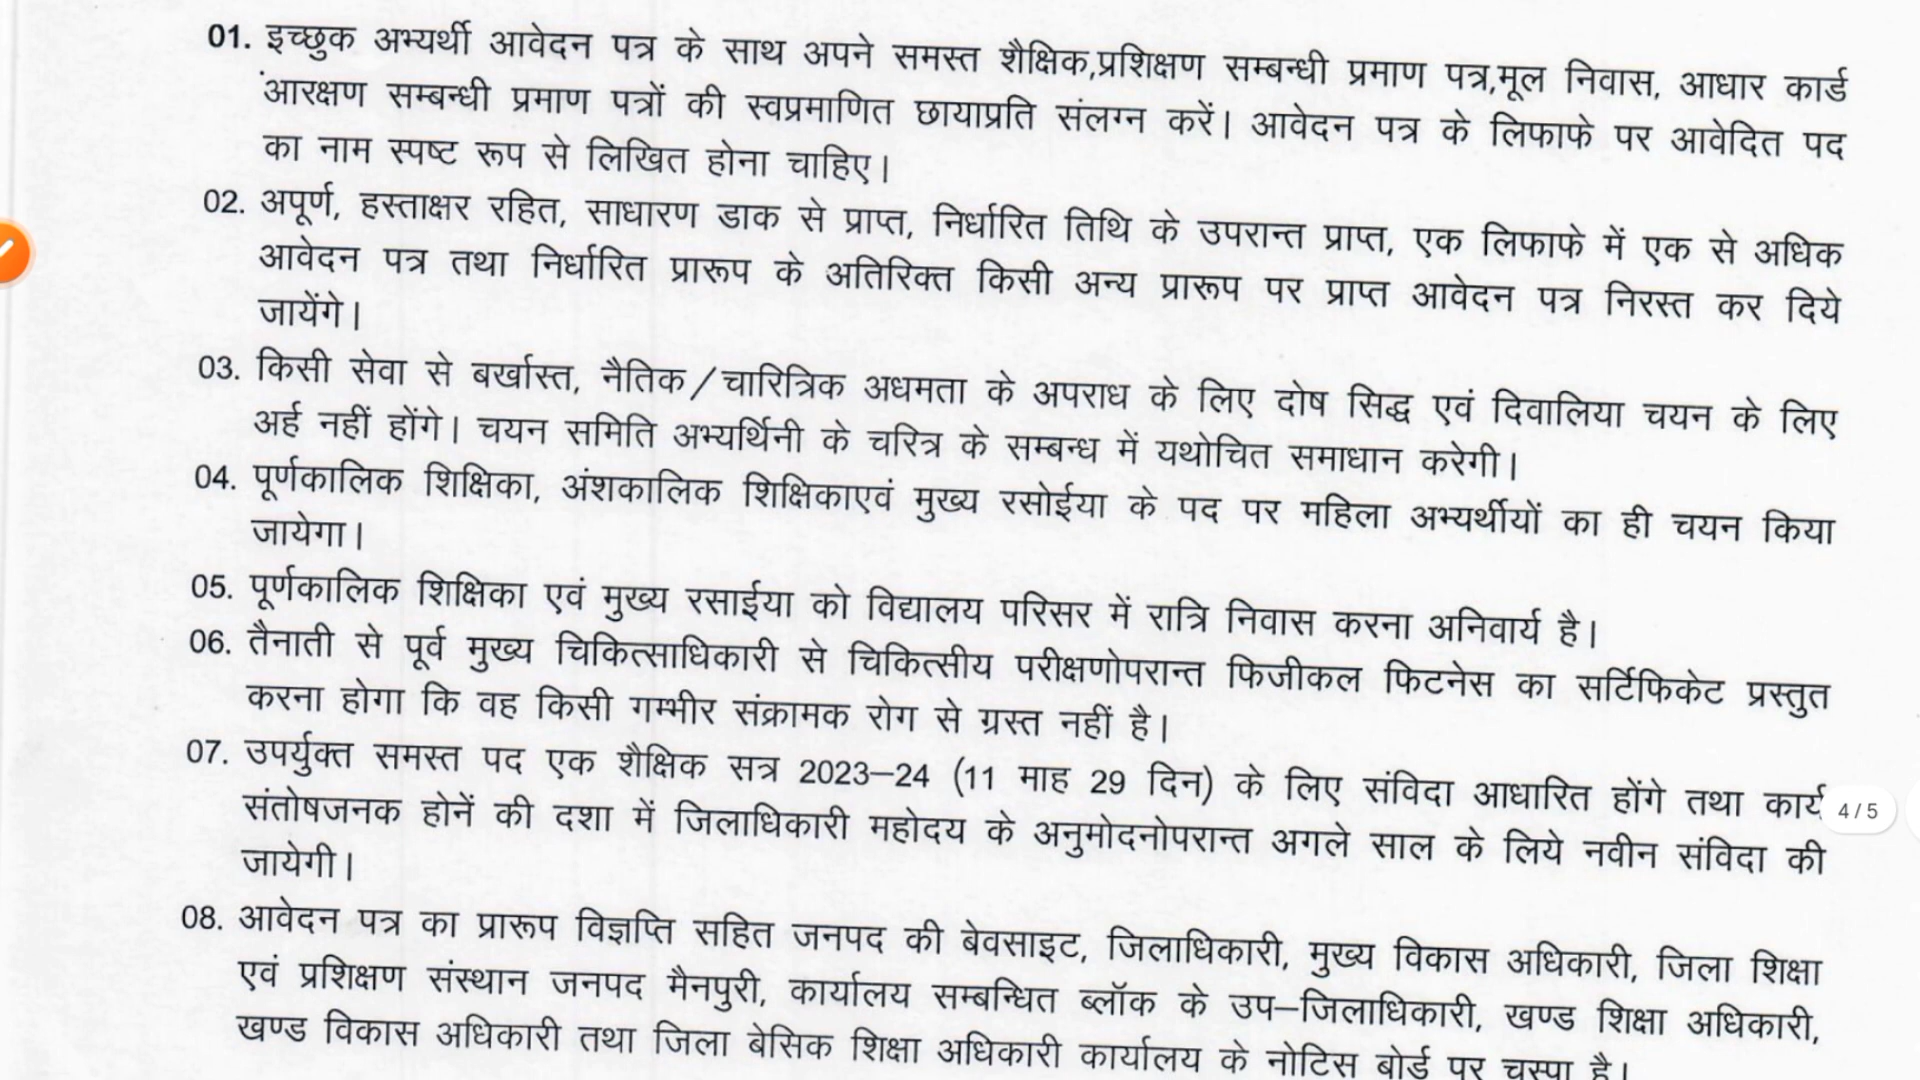 01. इच्छुक अभ्यर्थी आवेदन पत्र के साथ अपने समस्त शैक्षिक,प्रशिक्षण सम्बन्धी प्रमाण पत्र,मूल निवास, आधार कार्ड
आरक्षण सम्बन्धी प्रमाण पत्रों की स्वप्रमाणित छायाप्रति संलग्न करें। आवेदन पत्र के लिफाफे पर आवेदित पद
का नाम स्पष्ट रूप से लिखित होना चाहिए।
02. अपूर्ण, हस्ताक्षर रहित, साधारण डाक से प्राप्त, निर्धारित तिथि के उपरान्त प्राप्त, एक लिफाफे में एक से अधिक
आवेदन पत्र तथा निर्धारित प्रारूप के अतिरिक्त किसी अन्य प्रारूप पर प्राप्त आवेदन पत्र निरस्त कर दिये
जायेंगे।
03. किसी सेवा से बर्खास्त, नैतिक/चारित्रिक अधमता के अपराध के लिए दोष सिद्ध एवं दिवालिया चयन के लिए
अर्ह नहीं होंगे। चयन समिति अभ्यर्थिनी के चरित्र के सम्बन्ध में यथोचित समाधान करेगी।
04. पूर्णकालिक शिक्षिका, अंशकालिक शिक्षिकाएवं मुख्य रसोईया के पद पर महिला अभ्यर्थीयों का ही चयन किया
जायेगा।
05. पूर्णकालिक शिक्षिका एवं मुख्य रसाईया को विद्यालय परिसर में रात्रि निवास करना अनिवार्य है।
06. तैनाती से पूर्व मुख्य चिकित्साधिकारी से चिकित्सीय परीक्षणोपरान्त फिजीकल फिटनेस का सर्टिफिकेट प्रस्तुत
करना होगा कि वह किसी गम्भीर संक्रामक रोग से ग्रस्त नहीं है।
07. उपर्युक्त समस्त पद एक शैक्षिक सत्र 2023–24 (11 माह 29 दिन) के लिए संविदा आधारित होंगे तथा कार्य
संतोषजनक होनें की दशा में जिलाधिकारी महोदय के अनुमोदनोपरान्त अगले साल के लिये नवीन संविदा की
जायेगी।
4/5
08. आवेदन पत्र का प्रारूप विज्ञप्ति सहित जनपद की बेवसाइट, जिलाधिकारी, मुख्य विकास अधिकारी, जिला शिक्षा
एवं प्रशिक्षण संस्थान जनपद मैनपुरी, कार्यालय सम्बन्धित ब्लॉक के उप–जिलाधिकारी, खण्ड शिक्षा अधिकारी,
खण्ड विकास अधिकारी तथा जिला बेसिक शिक्षा अधिकारी कार्यालय के नोटिस बोर्ड पर चस्पा है।